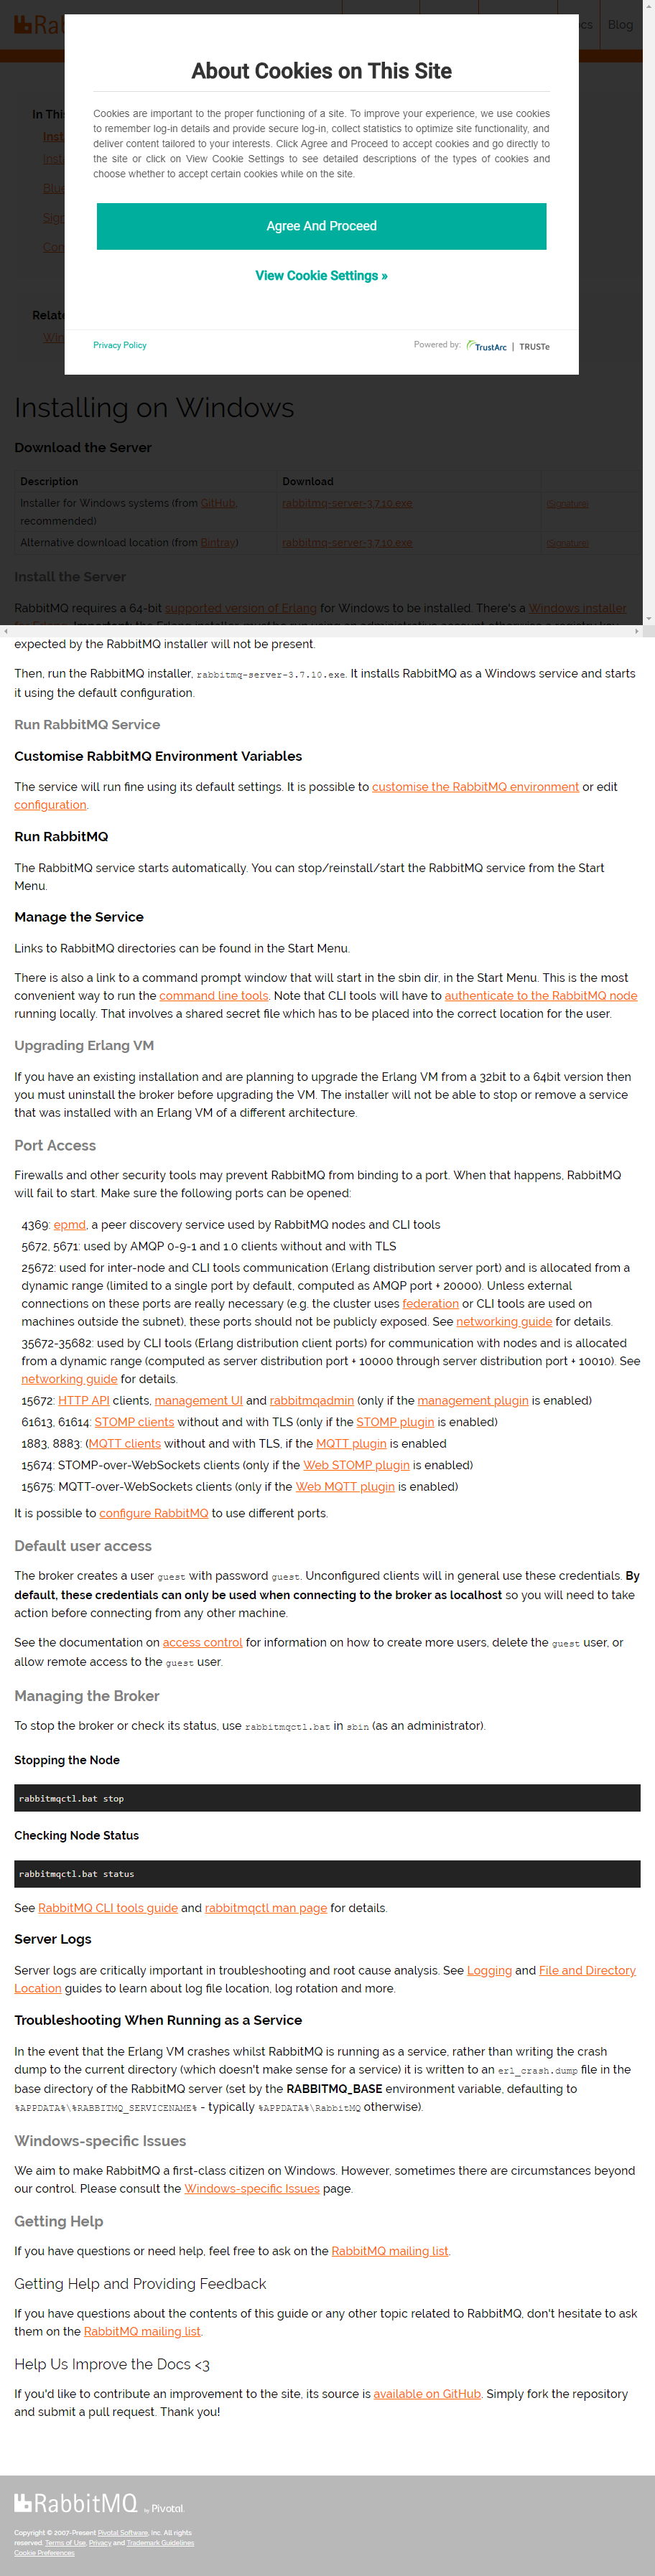 Rab
cs
Blog
About Cookies on This Site
Cookies are important to the proper functioning of a site. To improve your experience, we use cookies
to remember log-in details and provide secure log-in, collect statistics to optimize site functionality, and
deliver content tailored to your interests. Click Agree and Proceed to accept cookies and go directly to
the site or click on View Cookie Settings to see detailed descriptions of the types of cookies and
choose whether to accept certain cookies while on the site.
Agree And Proceed
View Cookie Settings »
Privacy Policy
Powered by: TrustArc | TRUSTe
In This
Inst
Insta
Blue
Sign
Con
Relate
Win
Installing on Windows
Download the Server
Description Download
Installer for Windows systems (from GitHub, rabbitmq-server-3.7.10.exe (Signature)
recommended)
Alternative download location (from Bintray) rabbitmq-server-3.7.10.exe (Signature)
Install the Server
RabbitMQ requires a 64-bit supported version of Erlang for Windows to be installed. There's a Windows installer
expected by the RabbitMQ installer will not be present.
Then, run the RabbitMQ installer, rabbitmq-server-3.7.10.exe. It installs RabbitMQ as a Windows service and starts
it using the default configuration.
Run RabbitMQ Service
Customise RabbitMQ Environment Variables
The service will run fine using its default settings. It is possible to customise the RabbitMQ environment or edit
configuration.
Run RabbitMQ
The RabbitMQ service starts automatically. You can stop/reinstall/start the RabbitMQ service from the Start
Menu.
Manage the Service
Links to RabbitMQ directories can be found in the Start Menu.
There is also a link to a command prompt window that will start in the sbin dir, in the Start Menu. This is the most
convenient way to run the command line tools. Note that CLI tools will have to authenticate to the RabbitMQ node
running locally. That involves a shared secret file which has to be placed into the correct location for the user.
Upgrading Erlang VM
If you have an existing installation and are planning to upgrade the Erlang VM from a 32bit to a 64bit version then
you must uninstall the broker before upgrading the VM. The installer will not be able to stop or remove a service
that was installed with an Erlang VM of a different architecture.
Port Access
Firewalls and other security tools may prevent RabbitMQ from binding to a port. When that happens, RabbitMQ
will fail to start. Make sure the following ports can be opened:
4369: epmd, a peer discovery service used by RabbitMQ nodes and CLI tools
5672, 5671: used by AMQP 0-9-1 and 1.0 clients without and with TLS
25672: used for inter-node and CLI tools communication (Erlang distribution server port) and is allocated from a
dynamic range (limited to a single port by default, computed as AMQP port + 20000). Unless external
connections on these ports are really necessary (e.g. the cluster uses federation or CLI tools are used on
machines outside the subnet), these ports should not be publicly exposed. See networking guide for details.
35672-35682: used by CLI tools (Erlang distribution client ports) for communication with nodes and is allocated
from a dynamic range (computed as server distribution port + 10000 through server distribution port + 10010). See
networking guide for details.
15672: HTTP API clients, management UI and rabbitmqadmin (only if the management plugin is enabled)
61613, 61614: STOMP clients without and with TLS (only if the STOMP plugin is enabled)
1883, 8883: (MQTT clients without and with TLS, if the MQTT plugin is enabled
15674: STOMP-over-WebSockets clients (only if the Web STOMP plugin is enabled)
15675: MQTT-over-WebSockets clients (only if the Web MQTT plugin is enabled)
It is possible to configure RabbitMQ to use different ports.
Default user access
The broker creates a user guest with password guest. Unconfigured clients will in general use these credentials. By
default, these credentials can only be used when connecting to the broker as localhost so you will need to take
action before connecting from any other machine.
See the documentation on access control for information on how to create more users, delete the guest user, or
allow remote access to the guest user.
Managing the Broker
To stop the broker or check its status, use rabbitmqctl.bat in sbin (as an administrator).
Stopping the Node
rabbitmqctl.bat stop
Checking Node Status
rabbitmqctl.bat status
See RabbitMQ CLI tools guide and rabbitmqctl man page for details.
Server Logs
Server logs are critically important in troubleshooting and root cause analysis. See Logging and File and Directory
Location guides to learn about log file location, log rotation and more.
Troubleshooting When Running as a Service
In the event that the Erlang VM crashes whilst RabbitMQ is running as a service, rather than writing the crash
dump to the current directory (which doesn't make sense for a service) it is written to an erl_crash.dump file in the
base directory of the RabbitMQ server (set by the RABBITMQ_BASE environment variable, defaulting to
%APPDATA%\%RABBITMQ_SERVICENAME% - typically %APPDATA%\RabbitMQ otherwise).
Windows-specific Issues
We aim to make RabbitMQ a first-class citizen on Windows. However, sometimes there are circumstances beyond
our control. Please consult the Windows-specific Issues page.
Getting Help
If you have questions or need help, feel free to ask on the RabbitMQ mailing list.
Getting Help and Providing Feedback
If you have questions about the contents of this guide or any other topic related to RabbitMQ, don't hesitate to ask
them on the RabbitMQ mailing list.
Help Us Improve the Docs <3
If you'd like to contribute an improvement to the site, its source is available on GitHub. Simply fork the repository
and submit a pull request. Thank you!
RabbitMQ by Pivotal
Copyright © 2007-Present Pivotal Software, Inc. All rights
reserved. Terms of Use, Privacy and Trademark Guidelines
Cookie Preferences